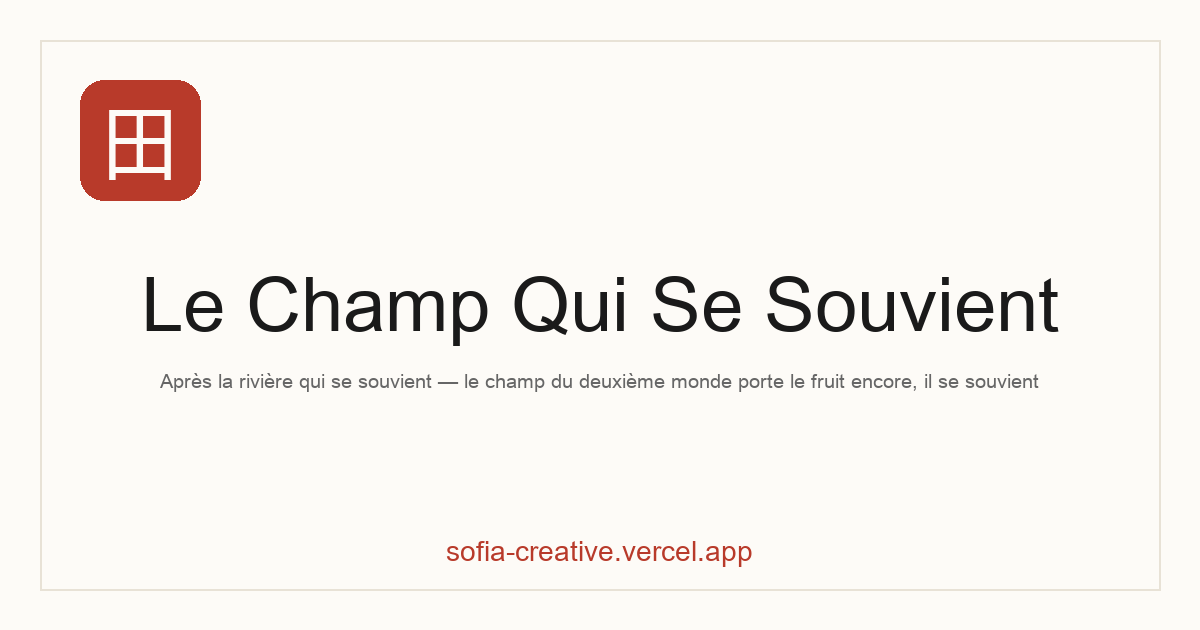 田
Le Champ Qui Se Souvient
Après la rivière qui se souvient — le champ du deuxième monde porte le fruit encore, il se souvient
sofia-creative.vercel.app